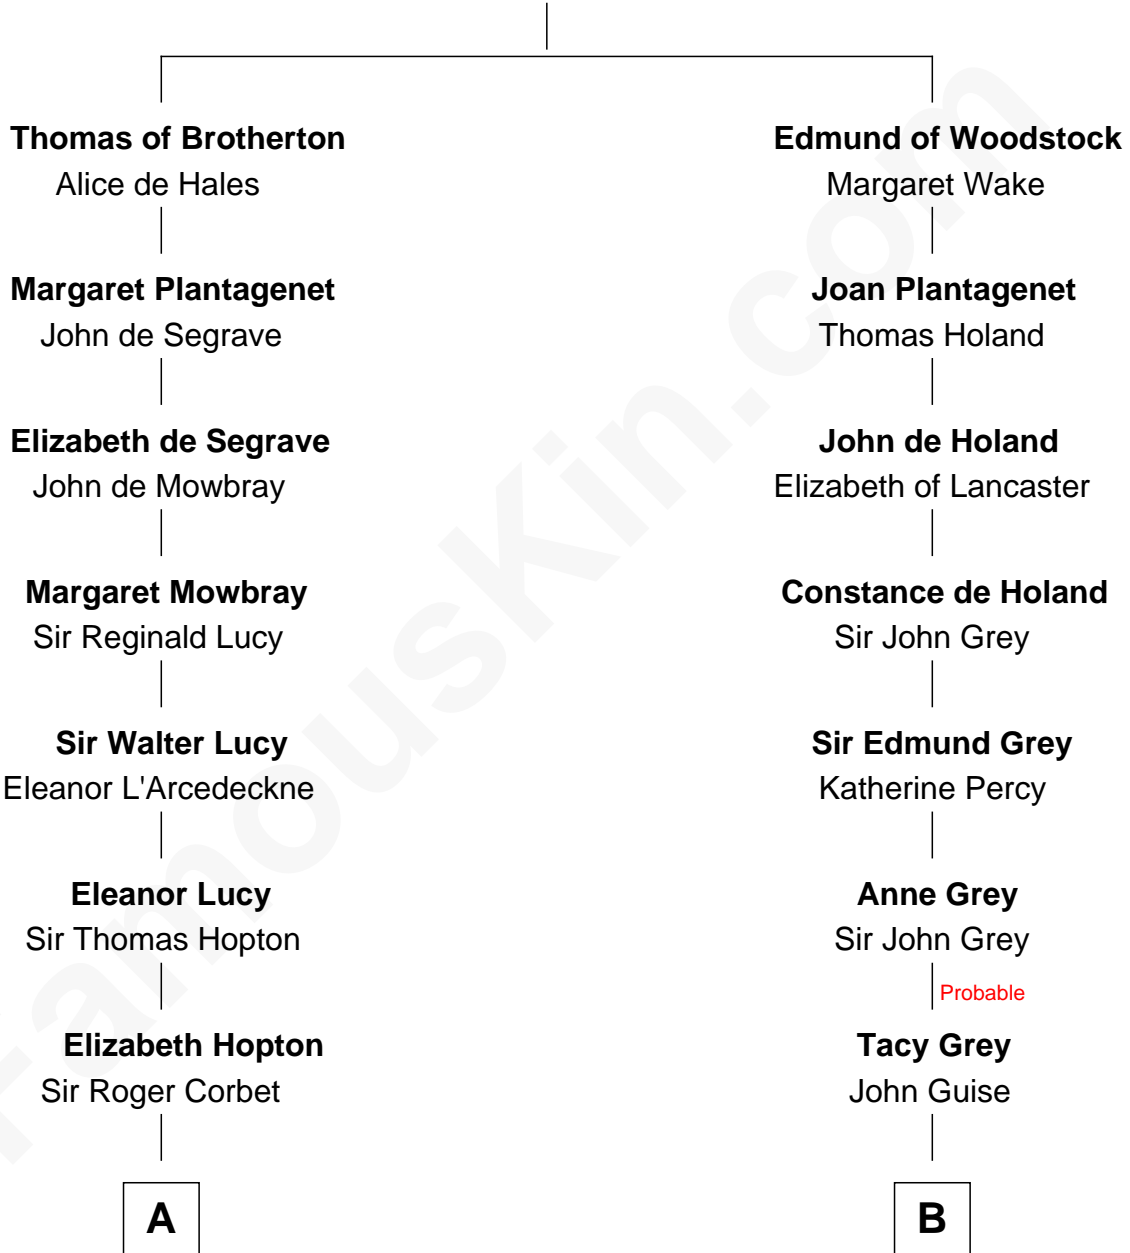 Thomas of Brotherton
Alice de Hales
Margaret Plantagenet
John de Segrave
Elizabeth de Segrave
John de Mowbray
Margaret Mowbray
Sir Reginald Lucy
Sir Walter Lucy
Eleanor L'Arcedeckne
Eleanor Lucy
Sir Thomas Hopton
Elizabeth Hopton
Sir Roger Corbet
A
Edmund of Woodstock
Margaret Wake
Joan Plantagenet
Thomas Holand
John de Holand
Elizabeth of Lancaster
Constance de Holand
Sir John Grey
Sir Edmund Grey
Katherine Percy
Anne Grey
Sir John Grey
Probable
Tacy Grey
John Guise
B
FamousKin.com